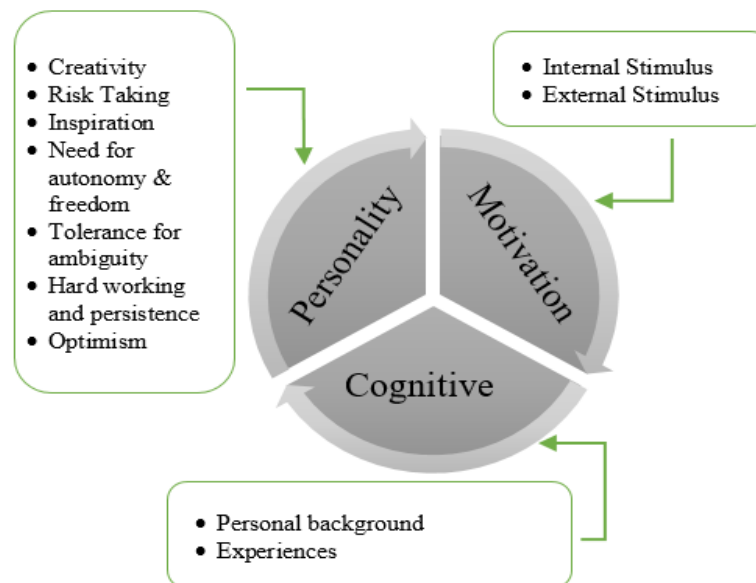 • Creativity
• Risk Taking
• Inspiration
• Need for
autonomy &
freedom
• Tolerance for
ambiguity
• Hard working
and persistence
• Optimism
• Internal Stimulus
• External Stimulus
Personality
Motivation
Cognitive
• Personal background
• Experiences